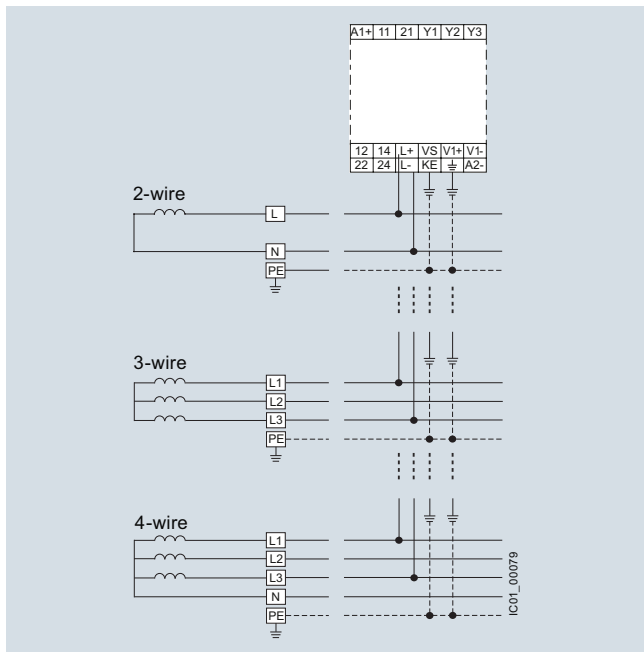 A1+ 11 21 Y1 Y2 Y3
12 14 L+ VS V1+ V1-
22 24 L- KE A2-
2-wire
L
N
PE
3-wire
L1
L2
L3
PE
4-wire
L1
L2
L3
N
PE
IC01_00079